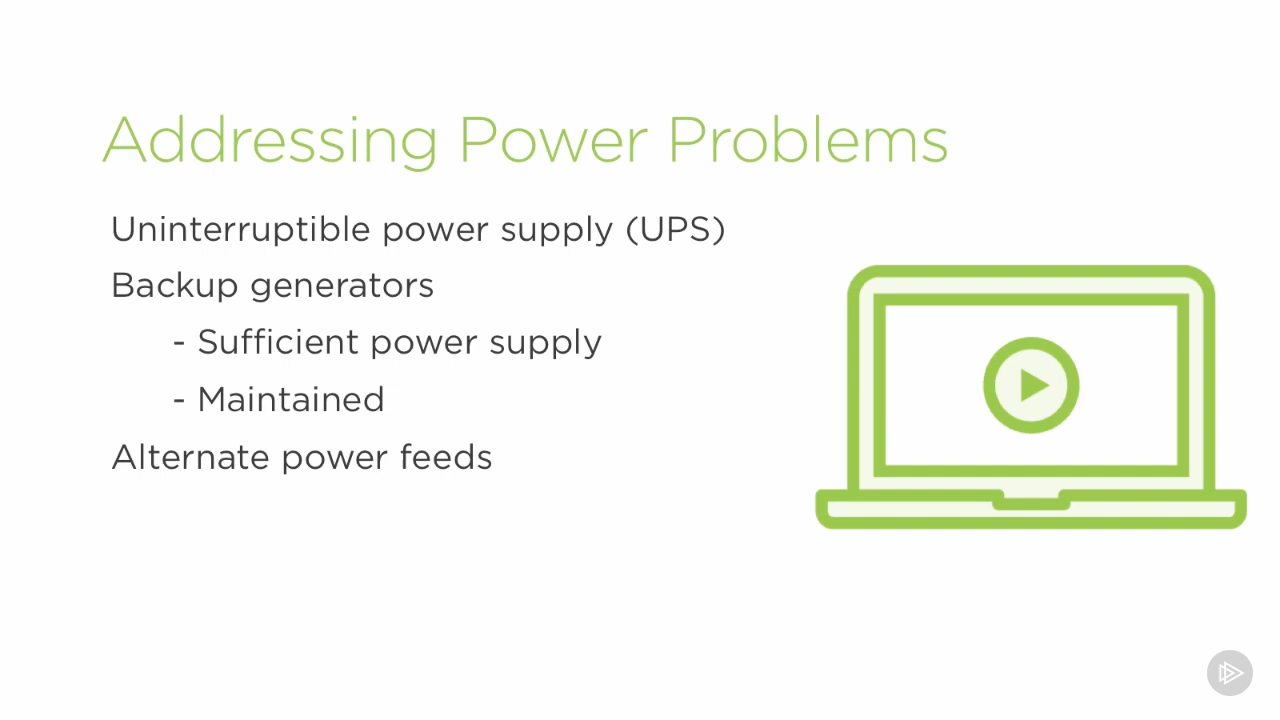 Addressing Power Problems
Uninterruptible power supply (UPS)
Backup generators
- Sufficient power supply
- Maintained
Alternate power feeds